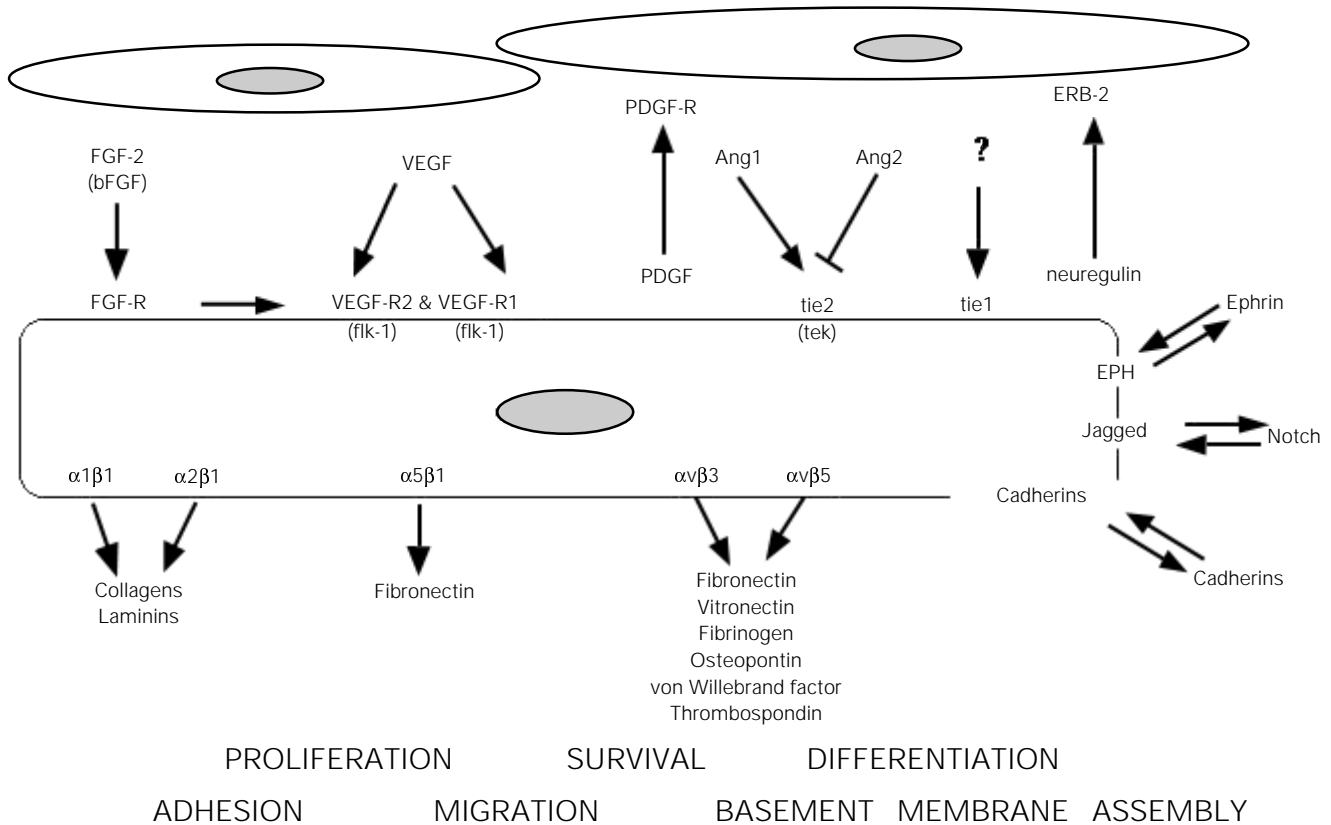 ERB-2
PDGF-R
FGF-2
(bFGF)
VEGF
Ang1
Ang2
?
PDGF
neuregulin
FGF-R
VEGF-R2 & VEGF-R1
(flk-1)
(flk-1)
tie2
(tek)
tie1
Ephrin
EPH
Jagged
Notch
α1β1
α2β1
α5β1
αvβ3
αvβ5
Cadherins
Cadherins
Collagens
Laminins
Fibronectin
Fibronectin
Vitronectin
Fibrinogen
Osteopontin
von Willebrand factor
Thrombospondin
PROLIFERATION SURVIVAL DIFFERENTIATION
ADHESION MIGRATION BASEMENT MEMBRANE ASSEMBLY